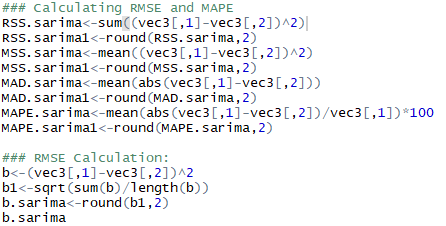 ### Calculating RMSE and MAPE
RSS.sarima<-sum((vec3[,1]-vec3[,2])^2)
RSS.sarima1<-round(RSS.sarima,2)
MSS.sarima<-mean((vec3[,1]-vec3[,2])^2)
MSS.sarima1<-round(MSS.sarima,2)
MAD.sarima<-mean(abs(vec3[,1]-vec3[,2]))
MAD.sarima1<-round(MAD.sarima,2)
MAPE.sarima<-mean(abs(vec3[,1]-vec3[,2])/vec3[,1])*100
MAPE.sarima1<-round(MAPE.sarima,2)
### RMSE Calculation:
b<-(vec3[,1]-vec3[,2])^2
b1<-sqrt(sum(b)/length(b))
b.sarima<-round(b1,2)
b.sarima